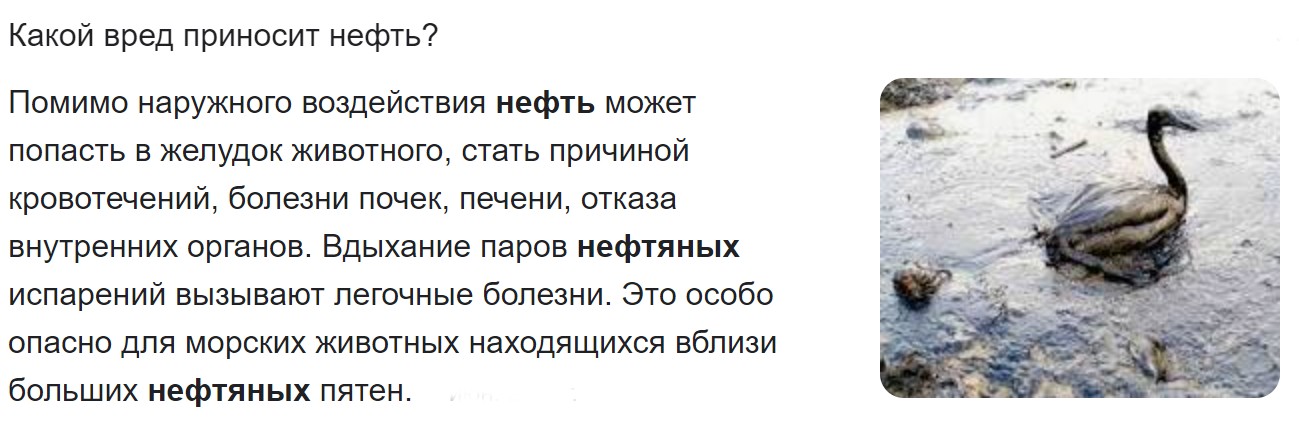 Какой вред приносит нефть?
Помимо наружного воздействия нефть может
попасть в желудок животного, стать причиной
кровотечений, болезни почек, печени, отказа
внутренних органов. Вдыхание паров нефтяных
испарений вызывают легочные болезни. Это особо
опасно для морских животных находящихся вблизи
больших нефтяных пятен.